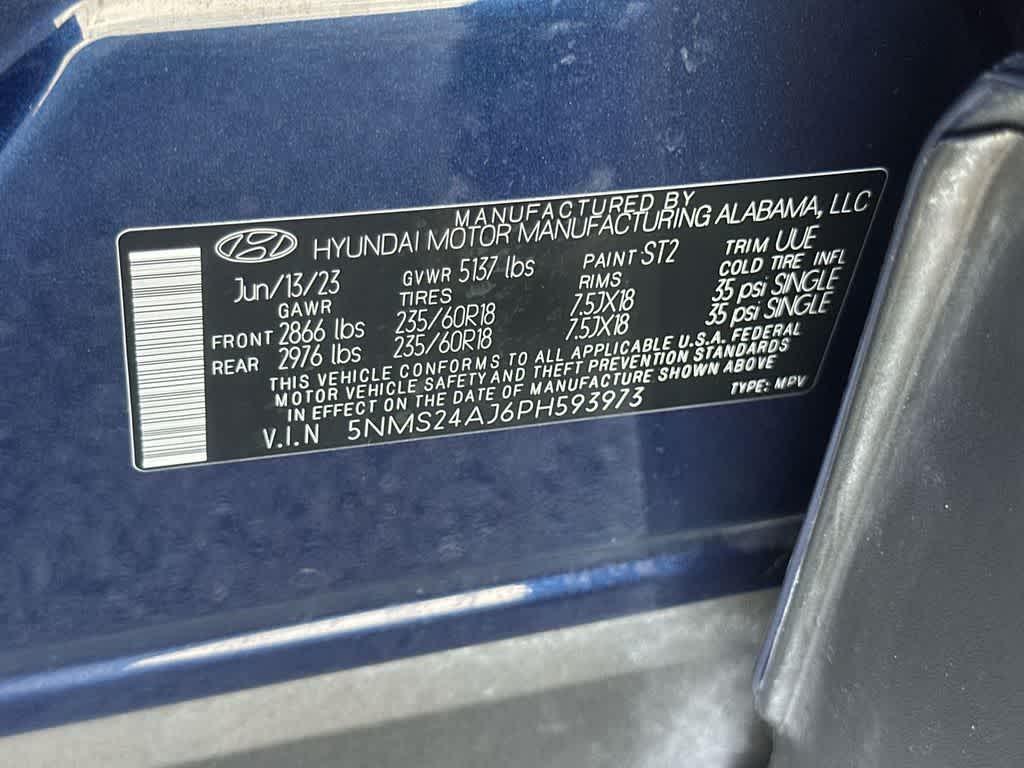 MANUFACTURED BY
HYUNDAI MOTOR MANUFACTURING ALABAMA, LLC
Jun/13/23 GVWR 5137 lbs PAINT ST2 TRIM UUE
GAWR TIRES RIMS COLD TIRE INFL
FRONT 2866 lbs 235/60R18 7.5JX18 35 psi SINGLE
REAR 2976 lbs 235/60R18 7.5JX18 35 psi SINGLE
THIS VEHICLE CONFORMS TO ALL APPLICABLE U.S.A. FEDERAL
MOTOR VEHICLE SAFETY AND THEFT PREVENTION STANDARDS
IN EFFECT ON THE DATE OF MANUFACTURE SHOWN ABOVE
V.I.N 5NMS24AJ6PH593973 TYPE: MPV